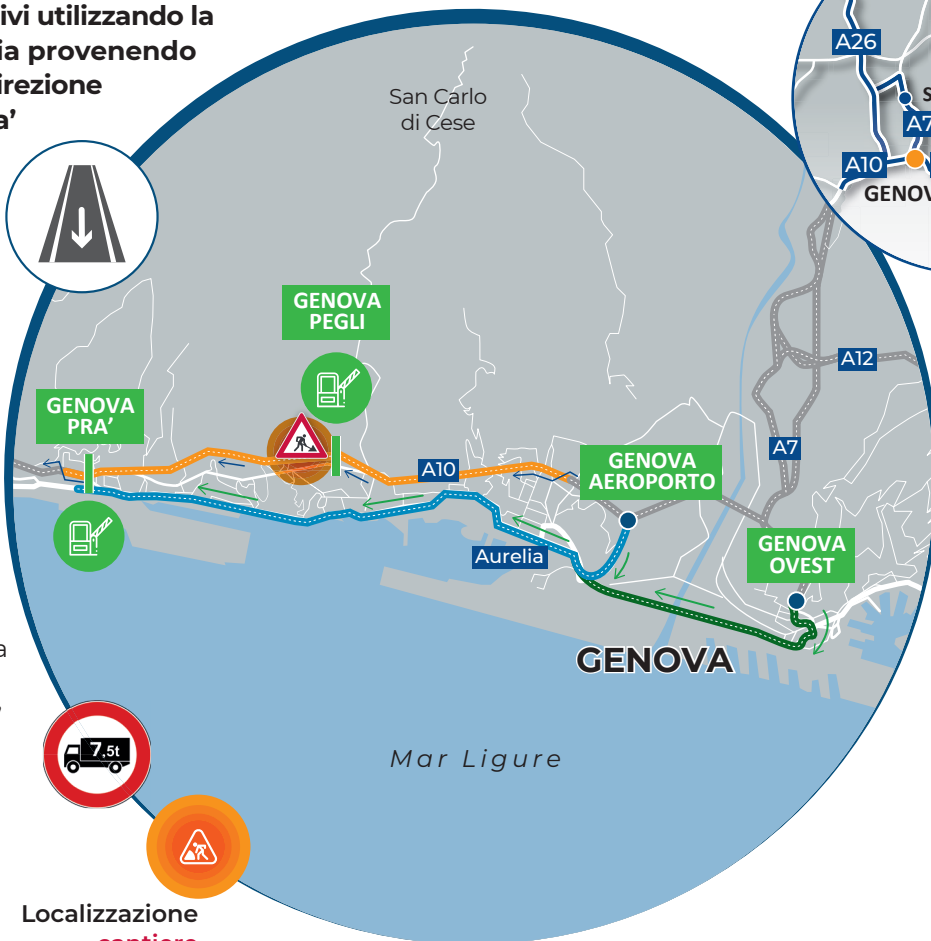 ivi utilizzando la
ia provenendo
irezione
a’
San Carlo
di Cese
A26
S
A7
A10
GENOV
GENOVA
PEGLI
GENOVA
PRA’
A12
A7
A10
GENOVA
AEROPORTO
Aurelia
GENOVA
OVEST
GENOVA
a
Mar Ligure
7,5t
Localizzazione
cantiere